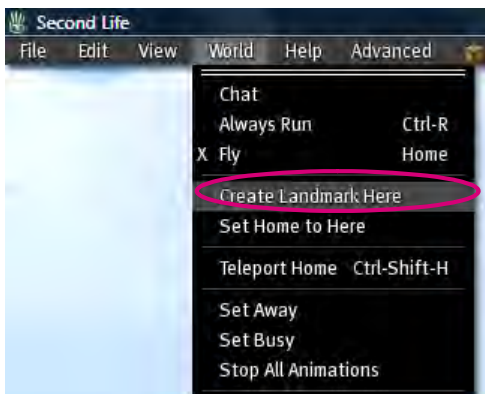 Second Life
File Edit View World Help Advanced
Chat
Always Run Ctrl-R
X Fly Home
Create Landmark Here
Set Home to Here
Teleport Home Ctrl-Shift-H
Set Away
Set Busy
Stop All Animations